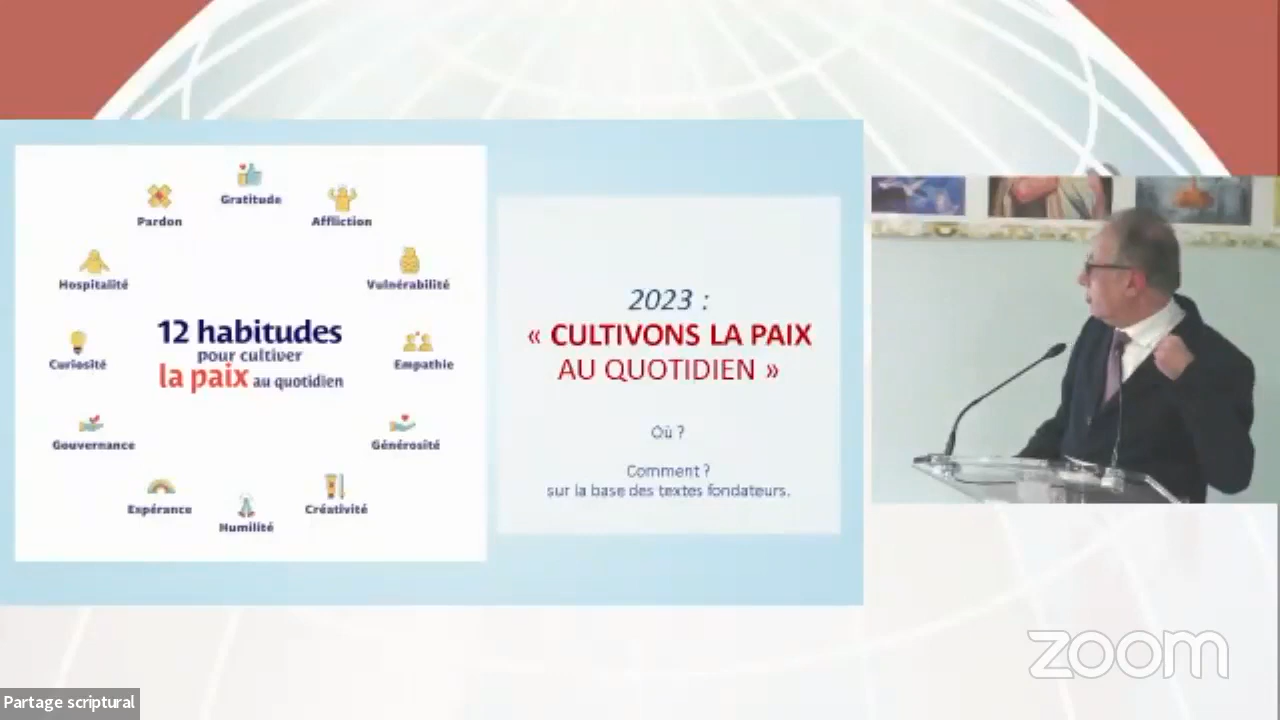 Gratitude
Pardon
Affliction
Hospitalité
Vulnérabilité
12 habitudes
pour cultiver
la paix au quotidien
Curiosité
Empathie
Gouvernance
Générosité
Expérance
Créativité
Humilité
2023 :
« CULTIVONS LA PAIX
AU QUOTIDIEN »
Où ?
Comment ?
sur la base des textes fondateurs.
zoom
Partage scriptural